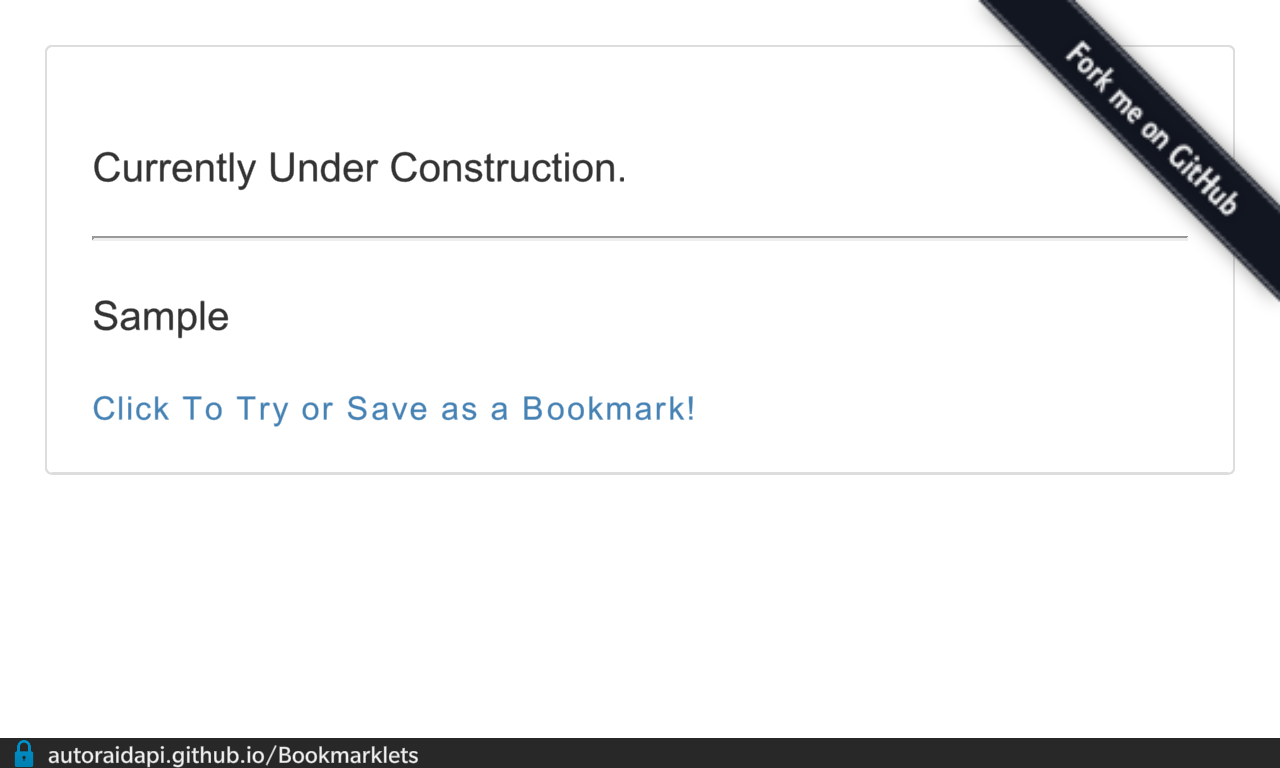 Fork me on GitHub
Currently Under Construction.
Sample
Click To Try or Save as a Bookmark!
autoraidapi.github.io/Bookmarklets